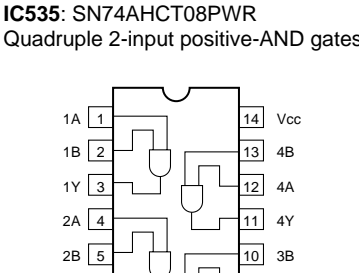 IC535: SN74AHCT08PWR
Quadruple 2-input positive-AND gates
1A 1 14 Vcc
1B 2 13 4B
1Y 3 12 4A
2A 4 11 4Y
2B 5 10 3B